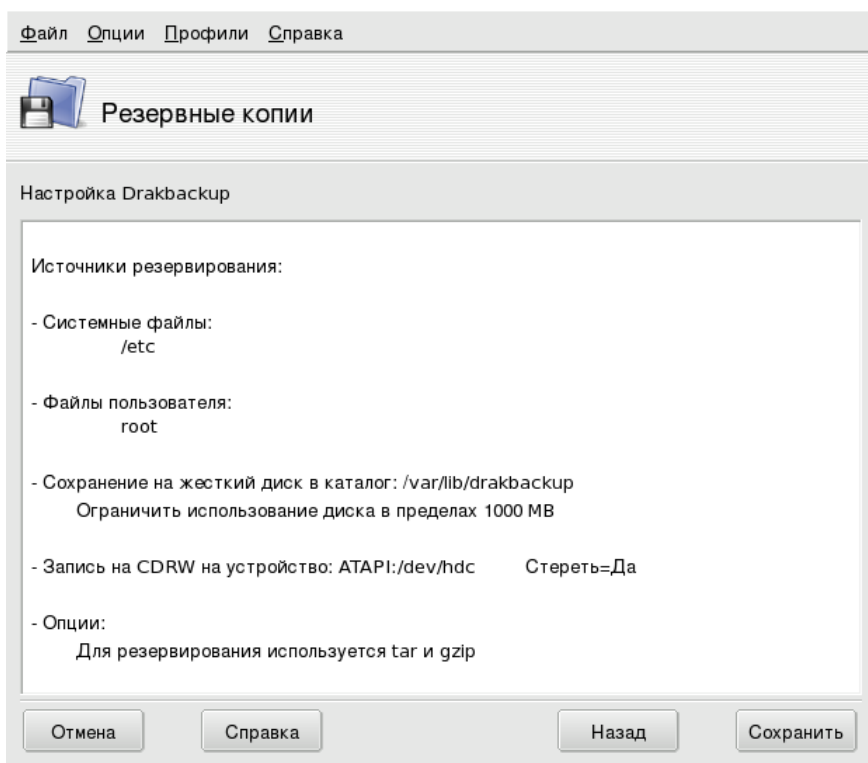 Файл Опции Профили Справка
Резервные копии
Настройка Drakbackup
Источники резервирования:
- Системные файлы:
/etc
- Файлы пользователя:
root
- Сохранение на жесткий диск в каталог: /var/lib/drakbackup
Ограничить использование диска в пределах 1000 MB
- Запись на CDRW на устройство: ATAPI:/dev/hdc Стереть=Да
- Опции:
Для резервирования используется tar и gzip
Отмена Справка Назад Сохранить